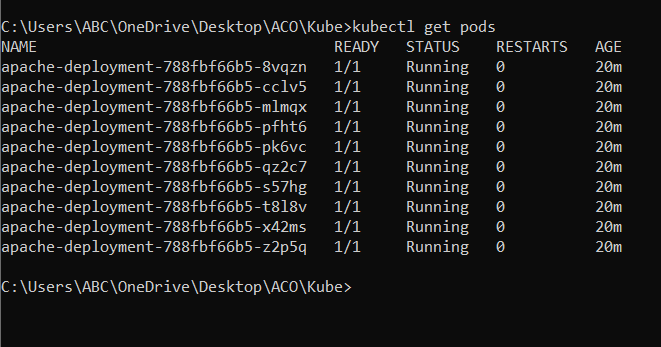 C:\Users\ABC\OneDrive\Desktop\ACO\Kube>kubectl get pods
NAME READY STATUS RESTARTS AGE
apache-deployment-788fbf66b5-8vqzn 1/1 Running 0 20m
apache-deployment-788fbf66b5-cclv5 1/1 Running 0 20m
apache-deployment-788fbf66b5-mlmqx 1/1 Running 0 20m
apache-deployment-788fbf66b5-pfht6 1/1 Running 0 20m
apache-deployment-788fbf66b5-pk6vc 1/1 Running 0 20m
apache-deployment-788fbf66b5-qz2c7 1/1 Running 0 20m
apache-deployment-788fbf66b5-s57hg 1/1 Running 0 20m
apache-deployment-788fbf66b5-t8l8v 1/1 Running 0 20m
apache-deployment-788fbf66b5-x42ms 1/1 Running 0 20m
apache-deployment-788fbf66b5-z2p5q 1/1 Running 0 20m
C:\Users\ABC\OneDrive\Desktop\ACO\Kube>